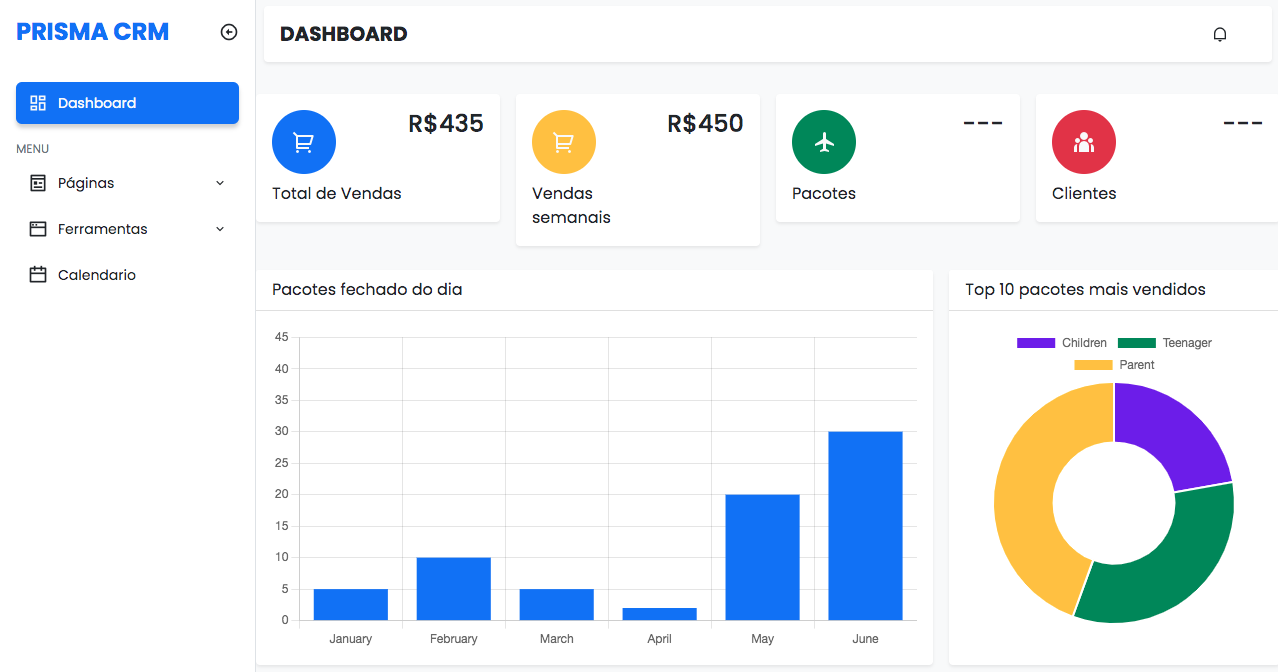 PRISMA CRM
Dashboard
MENU
Páginas
Ferramentas
Calendario
DASHBOARD
R$435
Total de Vendas
R$450
Vendas
semanais
---
Pacotes
---
Clientes
Pacotes fechado do dia
45
40
35
30
25
20
15
10
5
0
January February March April May June
Top 10 pacotes mais vendidos
Children Teenager
Parent